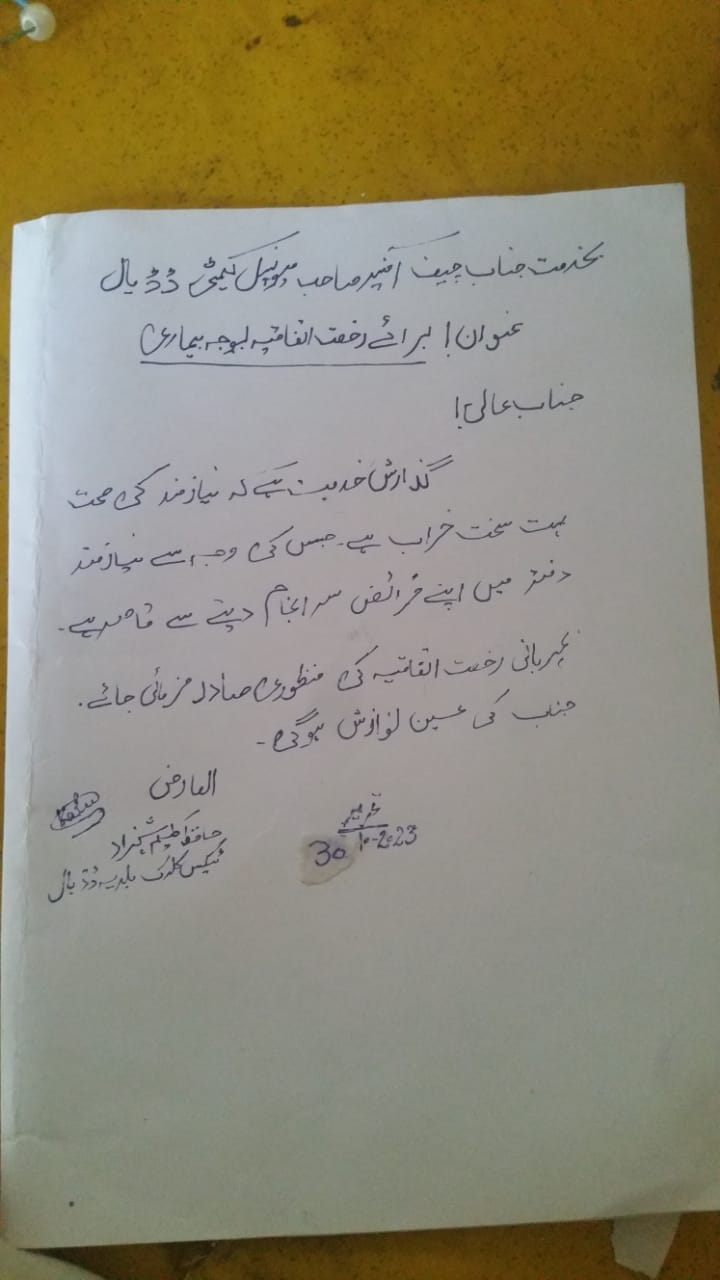 بخدمت جناب چیف آفیسر صاحب میونسپل کمیٹی ڈڈیال
عنوان! برائے رخصت اتفاقیہ بوجہ بیماری
جناب عالی!
گذارش خدمت ہے کہ نیازمند کی صحت
بہت سخت خراب ہے۔ جس کی وجہ سے نیازمند
دفتر میں اپنے فرائض سرانجام دینے سے قاصر ہے۔
بمہربانی رخصت اتفاقیہ کی منظوری صادر فرمائی جائے۔
جناب کی عین نوازش ہوگی۔
العارض
حافظ شہزاد
ٹیکس کلرک بلدیہ ڈڈیال
تحریر
30 10-2023